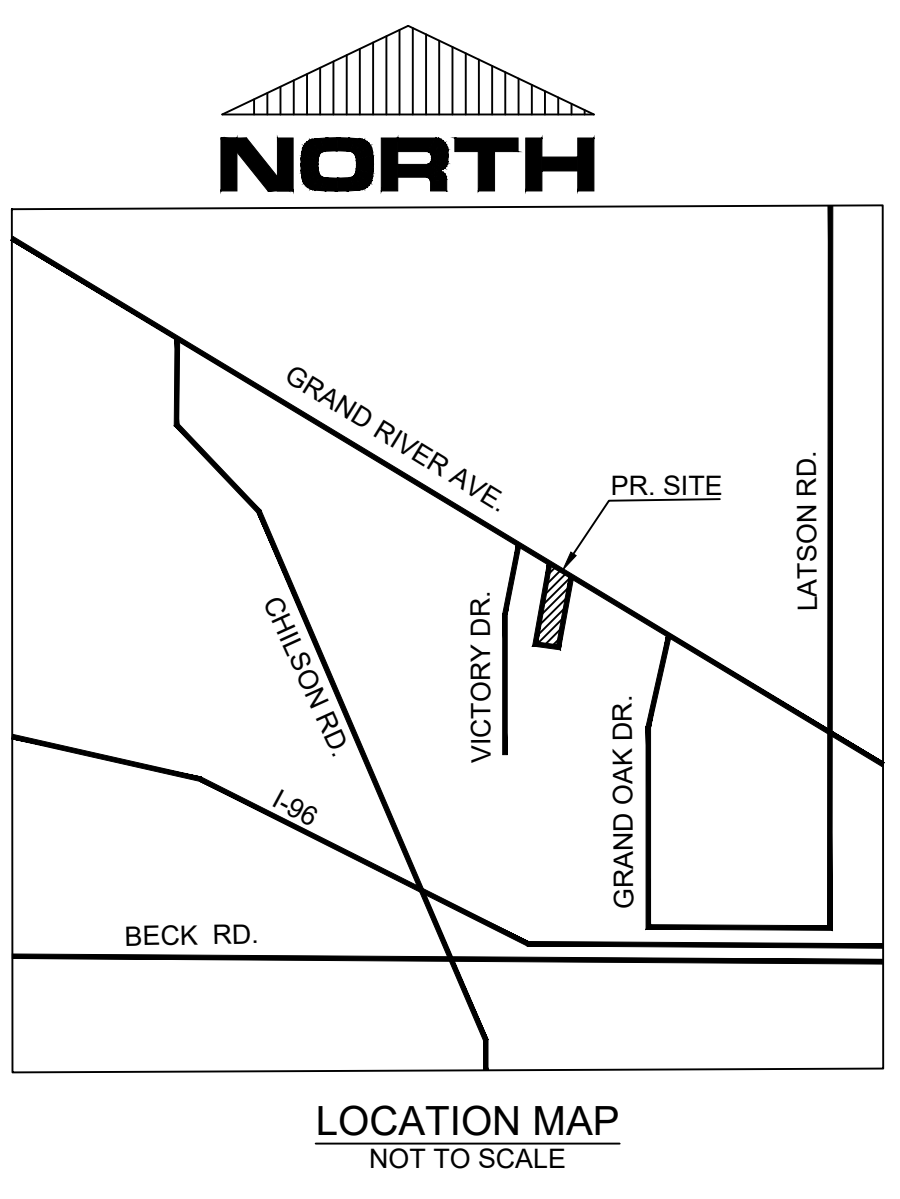 NORTH
GRAND RIVER AVE.
PR. SITE
LATSON RD.
CHILSON RD.
VICTORY DR.
GRAND OAK DR.
I-96
BECK RD.
LOCATION MAP
NOT TO SCALE